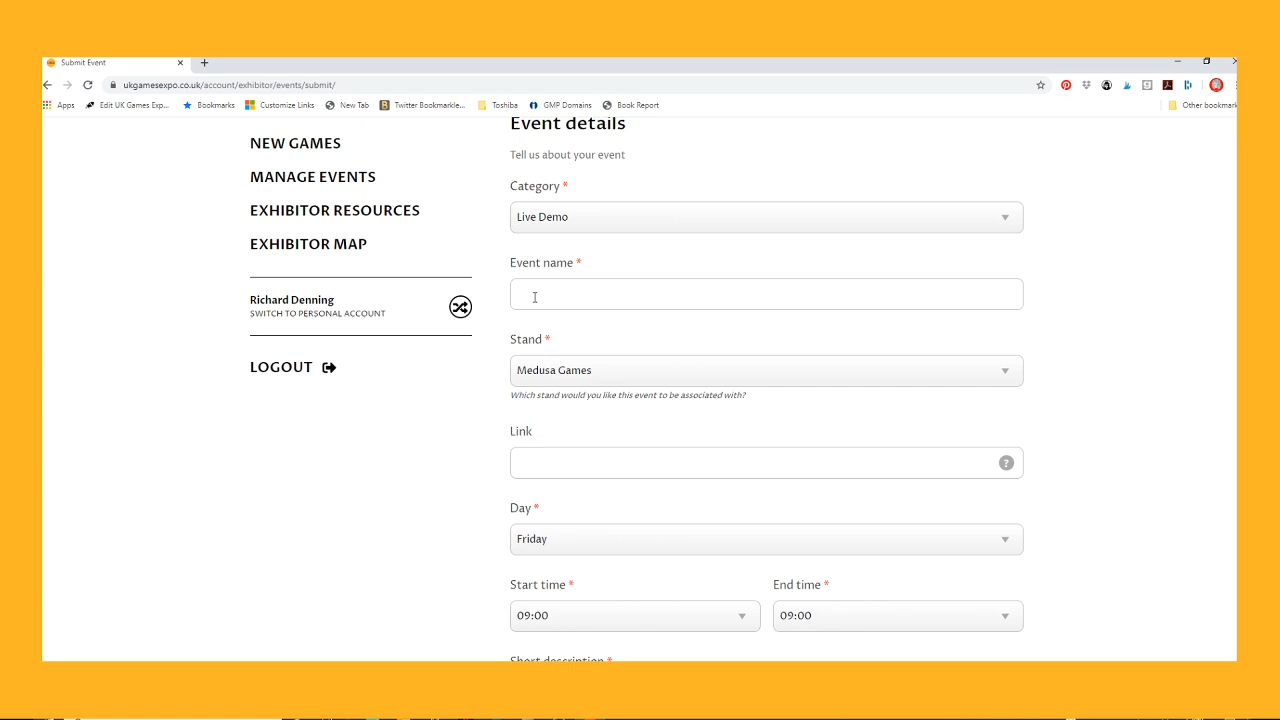 Submit Event
ukgamesexpo.co.uk/account/exhibitor/events/submit/
Apps Edit UK Games Exp... Bookmarks Customize Links New Tab Twitter Bookmarkle... Toshiba GMP Domains Book Report Other bookmark
NEW GAMES
MANAGE EVENTS
EXHIBITOR RESOURCES
EXHIBITOR MAP
Richard Denning
SWITCH TO PERSONAL ACCOUNT
LOGOUT
Event details
Tell us about your event
Category *
Live Demo
Event name *
Stand *
Medusa Games
Which stand would you like this event to be associated with?
Link
?
Day *
Friday
Start time * End time *
09:00 09:00
Short description *